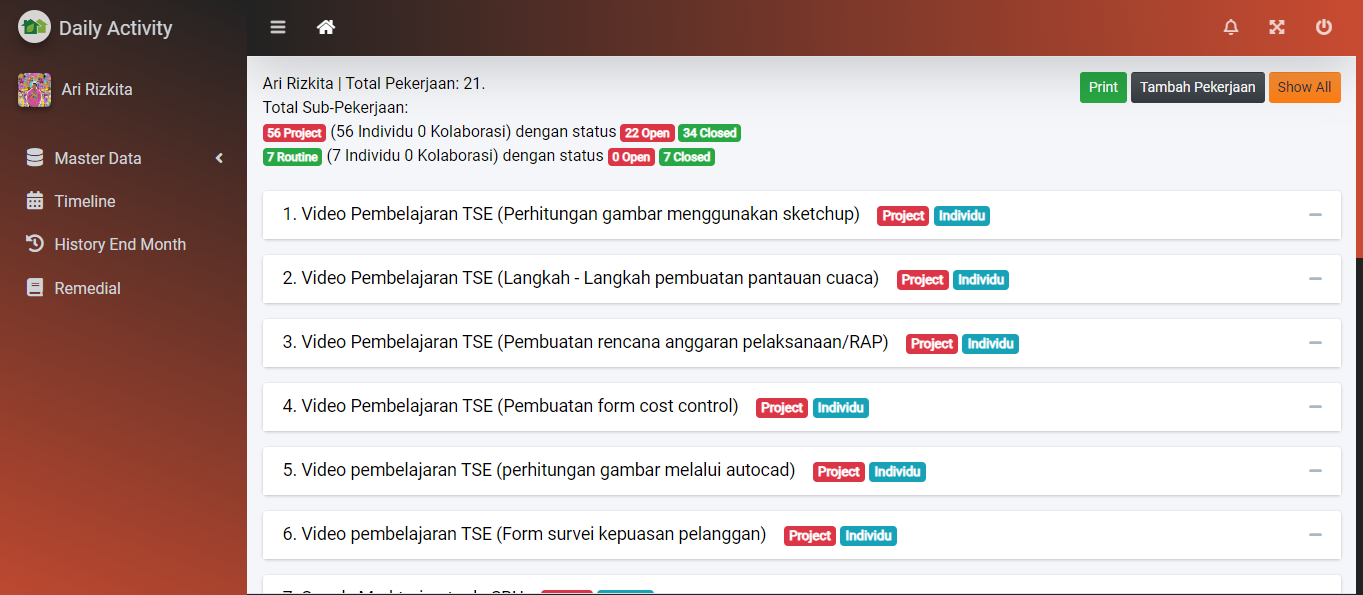 Daily Activity
Ari Rizkita
Master Data
Timeline
History End Month
Remedial
Ari Rizkita | Total Pekerjaan: 21.
Print Tambah Pekerjaan Show All
Total Sub-Pekerjaan:
56 Project (56 Individu 0 Kolaborasi) dengan status 22 Open 34 Closed
7 Routine (7 Individu 0 Kolaborasi) dengan status 0 Open 7 Closed
1. Video Pembelajaran TSE (Perhitungan gambar menggunakan sketchup) Project Individu
2. Video Pembelajaran TSE (Langkah - Langkah pembuatan pantauan cuaca) Project Individu
3. Video Pembelajaran TSE (Pembuatan rencana anggaran pelaksanaan/RAP) Project Individu
4. Video Pembelajaran TSE (Pembuatan form cost control) Project Individu
5. Video pembelajaran TSE (perhitungan gambar melalui autocad) Project Individu
6. Video pembelajaran TSE (Form survei kepuasan pelanggan) Project Individu